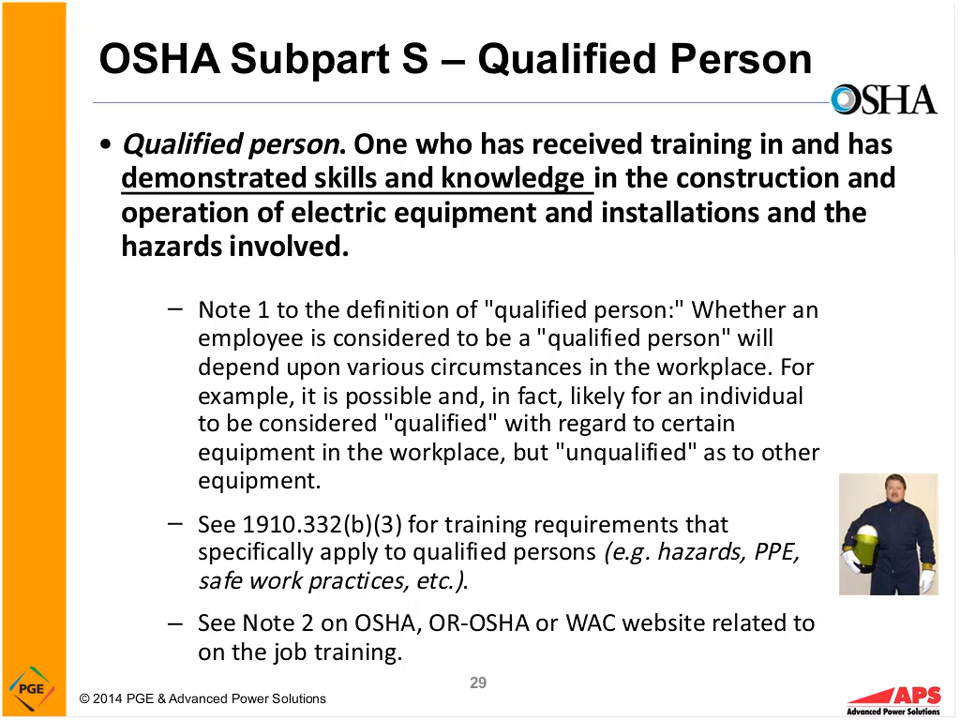 OSHA Subpart S – Qualified Person
OSHA
• Qualified person. One who has received training in and has
demonstrated skills and knowledge in the construction and
operation of electric equipment and installations and the
hazards involved.
– Note 1 to the definition of "qualified person:" Whether an
employee is considered to be a "qualified person" will
depend upon various circumstances in the workplace. For
example, it is possible and, in fact, likely for an individual
to be considered "qualified" with regard to certain
equipment in the workplace, but "unqualified" as to other
equipment.
– See 1910.332(b)(3) for training requirements that
specifically apply to qualified persons (e.g. hazards, PPE,
safe work practices, etc.).
– See Note 2 on OSHA, OR-OSHA or WAC website related to
on the job training.
PGE
© 2014 PGE & Advanced Power Solutions
29
APS
Advanced Power Solutions